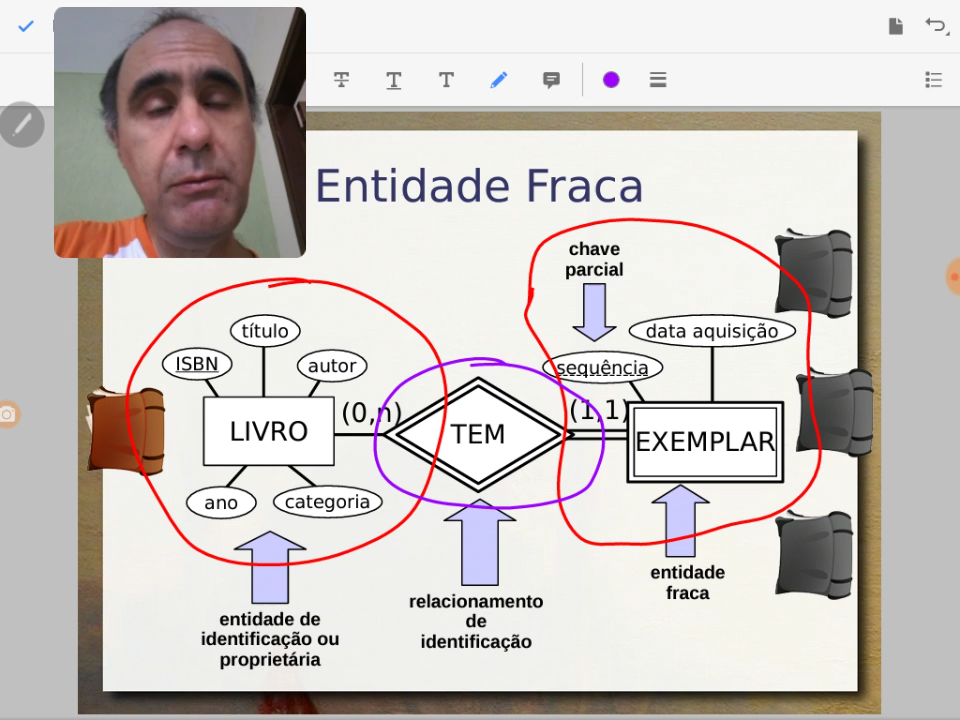 Entidade Fraca
chave
parcial
título
data aquisição
ISBN
autor
sequência
(0,n)
(1,1)
LIVRO
TEM
EXEMPLAR
ano
categoria
entidade
fraca
relacionamento
de
identificação
entidade de
identificação ou
proprietária